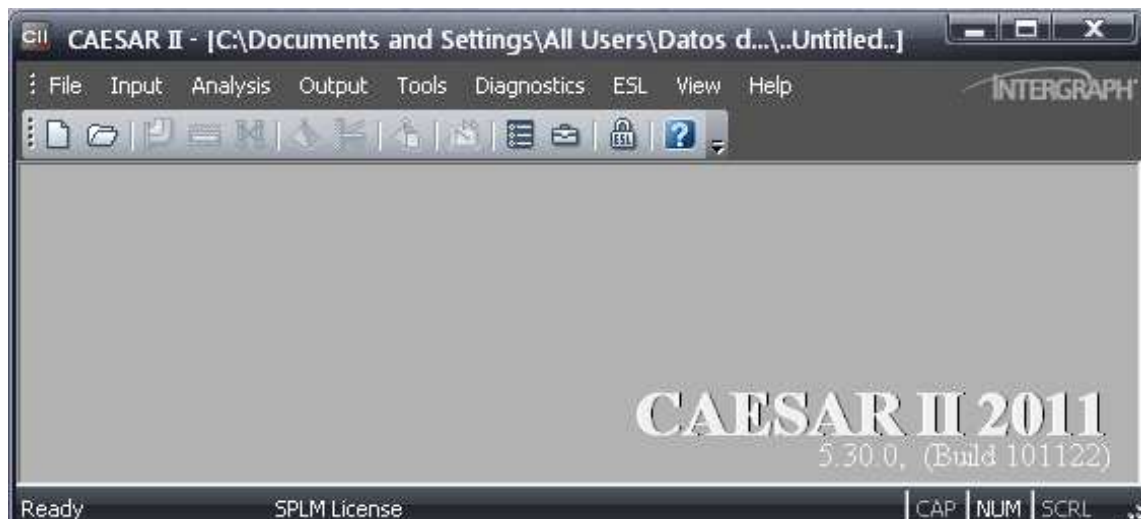 CII CAESAR II - [C:\Documents and Settings\All Users\Datos d...\..Untitled..]
File Input Analysis Output Tools Diagnostics ESL View Help INTERGRAPH
ESL ?
CAESAR II 2011
5.30.0, (Build 101122)
Ready SPLM License CAP NUM SCRL